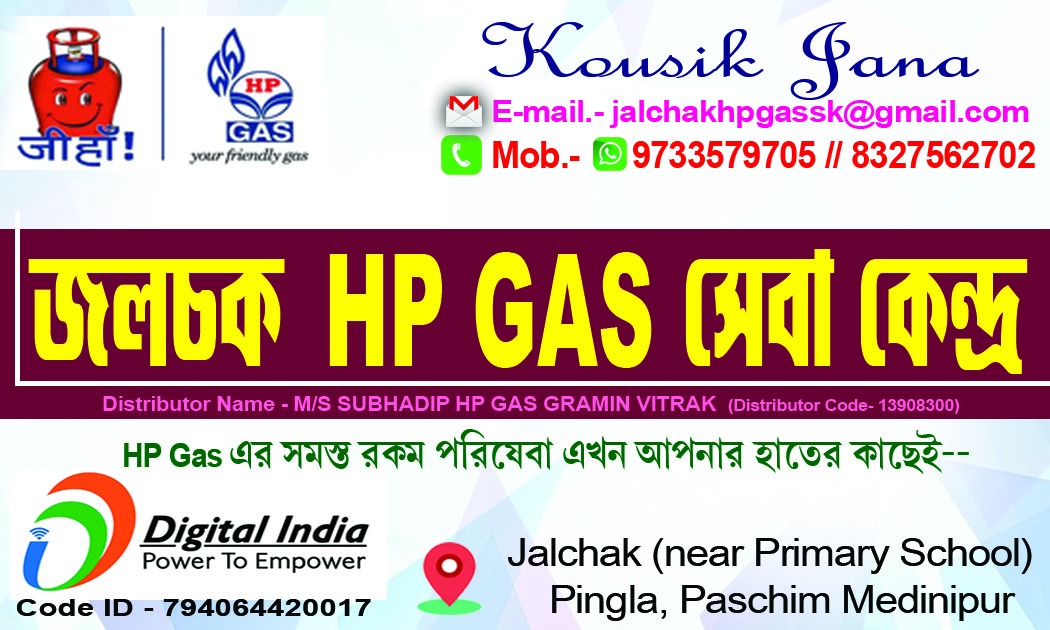 जी हाँ!
HP
GAS
your friendly gas
Kousik Jana
E-mail.- jalchakhpgassk@gmail.com
Mob.- 9733579705 // 8327562702
জলচক HP GAS সেবা কেন্দ্র
Distributor Name - M/S SUBHADIP HP GAS GRAMIN VITRAK (Distributor Code- 13908300)
HP Gas এর সমস্ত রকম পরিষেবা এখন আপনার হাতের কাছেই--
Digital India
Power To Empower
Code ID - 794064420017
Jalchak (near Primary School)
Pingla, Paschim Medinipur